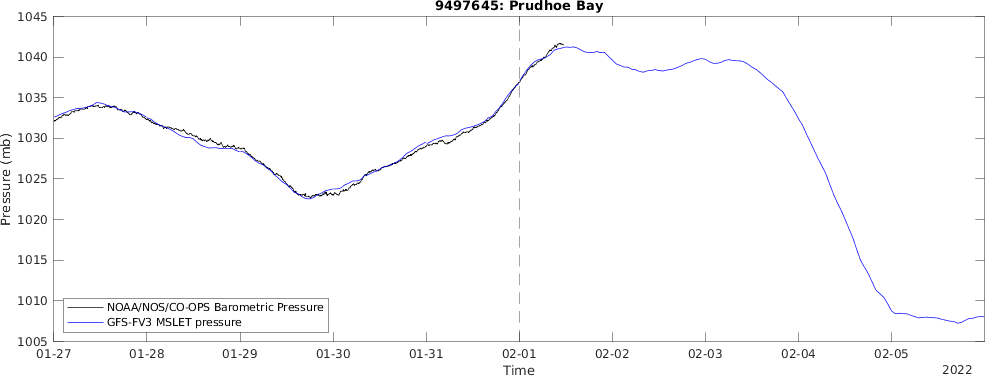 9497645: Prudhoe Bay
1045
1040
1035
1030
1025
1020
1015
1010
1005
Pressure (mb)
NOAA/NOS/CO-OPS Barometric Pressure
GFS-FV3 MSLET pressure
01-27 01-28 01-29 01-30 01-31 02-01 02-02 02-03 02-04 02-05
Time
2022